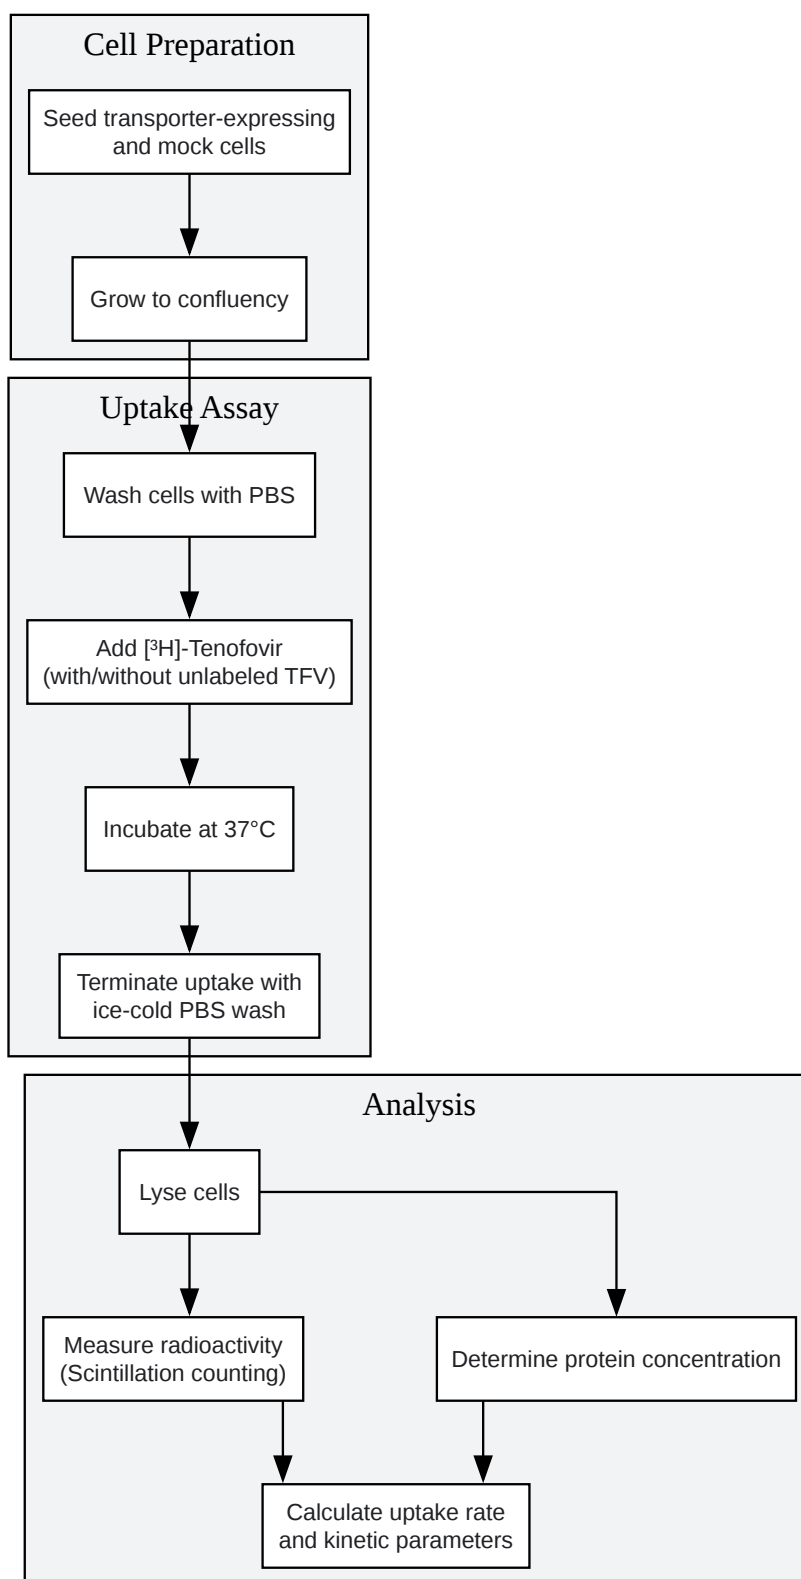 Cell Preparation
Seed transporter-expressing
and mock cells
Grow to confluency
Uptake Assay
Wash cells with PBS
Add [³H]-Tenofovir
(with/without unlabeled TFV)
Incubate at 37°C
Terminate uptake with
ice-cold PBS wash
Analysis
Lyse cells
Measure radioactivity
(Scintillation counting)
Determine protein concentration
Calculate uptake rate
and kinetic parameters